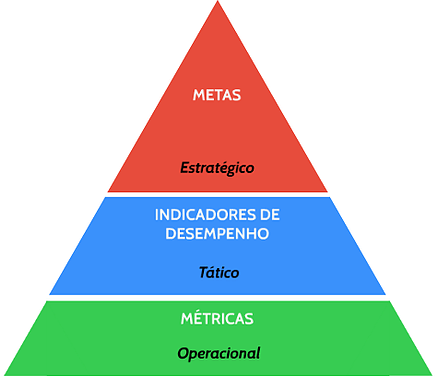 METAS
Estratégico
INDICADORES DE
DESEMPENHO
Tático
MÉTRICAS
Operacional